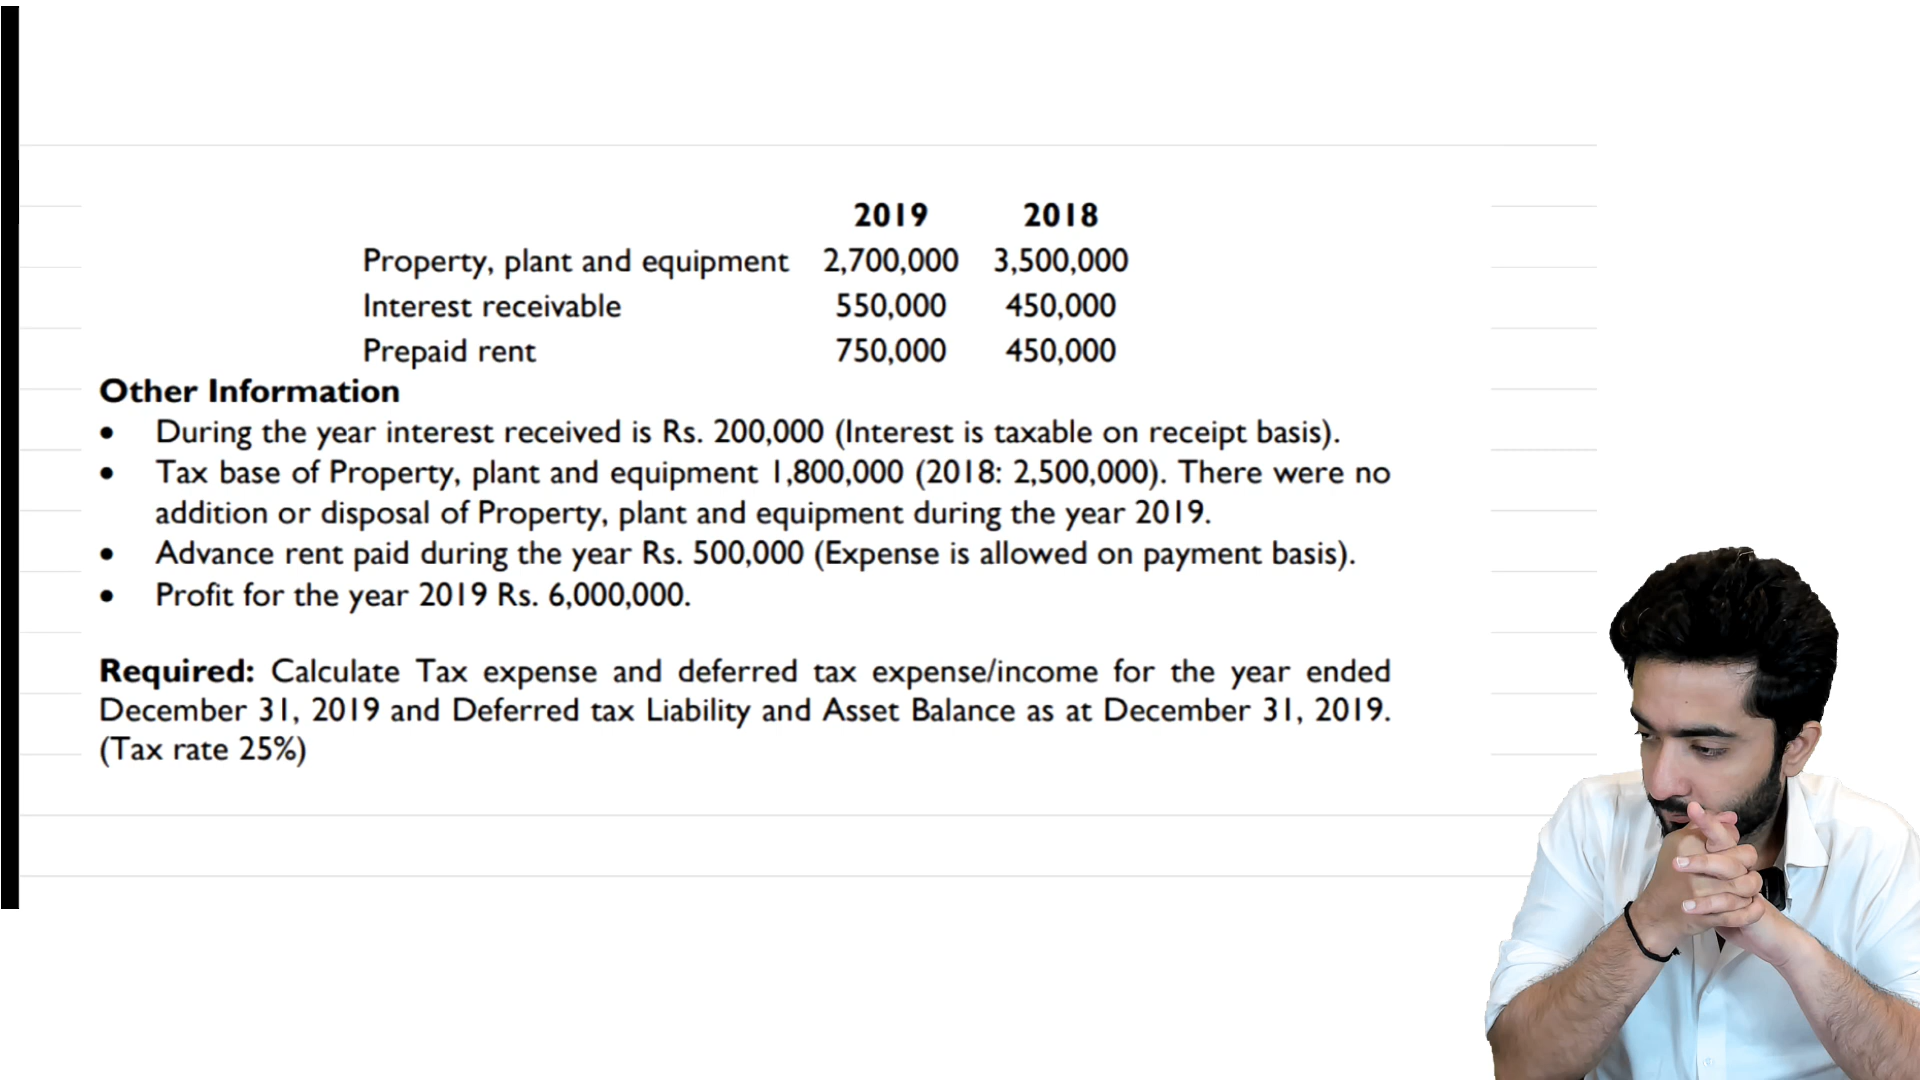 2019 2018
Property, plant and equipment 2,700,000 3,500,000
Interest receivable 550,000 450,000
Prepaid rent 750,000 450,000
Other Information
• During the year interest received is Rs. 200,000 (Interest is taxable on receipt basis).
• Tax base of Property, plant and equipment 1,800,000 (2018: 2,500,000). There were no
addition or disposal of Property, plant and equipment during the year 2019.
• Advance rent paid during the year Rs. 500,000 (Expense is allowed on payment basis).
• Profit for the year 2019 Rs. 6,000,000.
Required: Calculate Tax expense and deferred tax expense/income for the year ended
December 31, 2019 and Deferred tax Liability and Asset Balance as at December 31, 2019.
(Tax rate 25%)